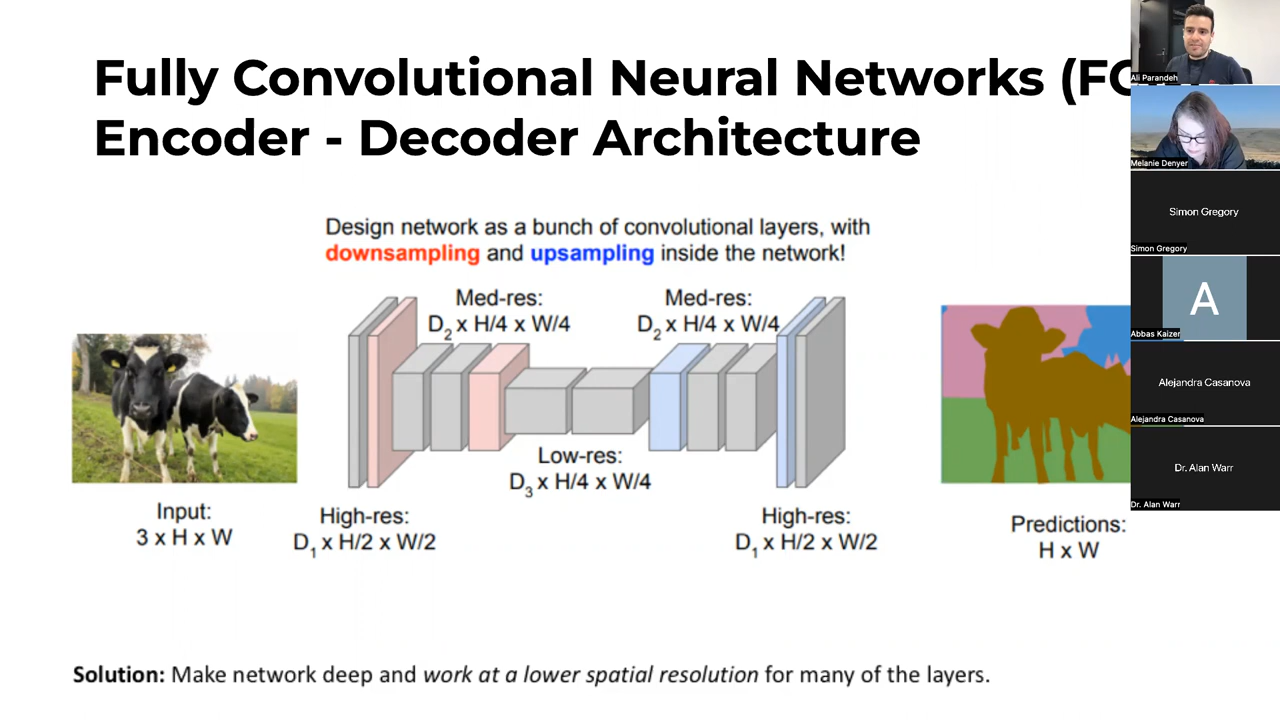 Fully Convolutional Neural Networks
Encoder - Decoder Architecture
Design network as a bunch of convolutional layers, with
downsampling and upsampling inside the network!
Med-res:
D2 x H/4 x W/4
Med-res:
D2 x H/4 x W/4
Low-res:
D3 x H/4 x W/4
Input:
3 x H x W
High-res:
D1 x H/2 x W/2
High-res:
D1 x H/2 x W/2
Predictions:
H x W
Solution: Make network deep and work at a lower spatial resolution for many of the layers.
Ali Parandeh
Melanie Denyer
Simon Gregory
Simon Gregory
A
Abbas Kaizer
Alejandra Casanova
Alejandra Casanova
Dr. Alan Warr
Dr. Alan Warr